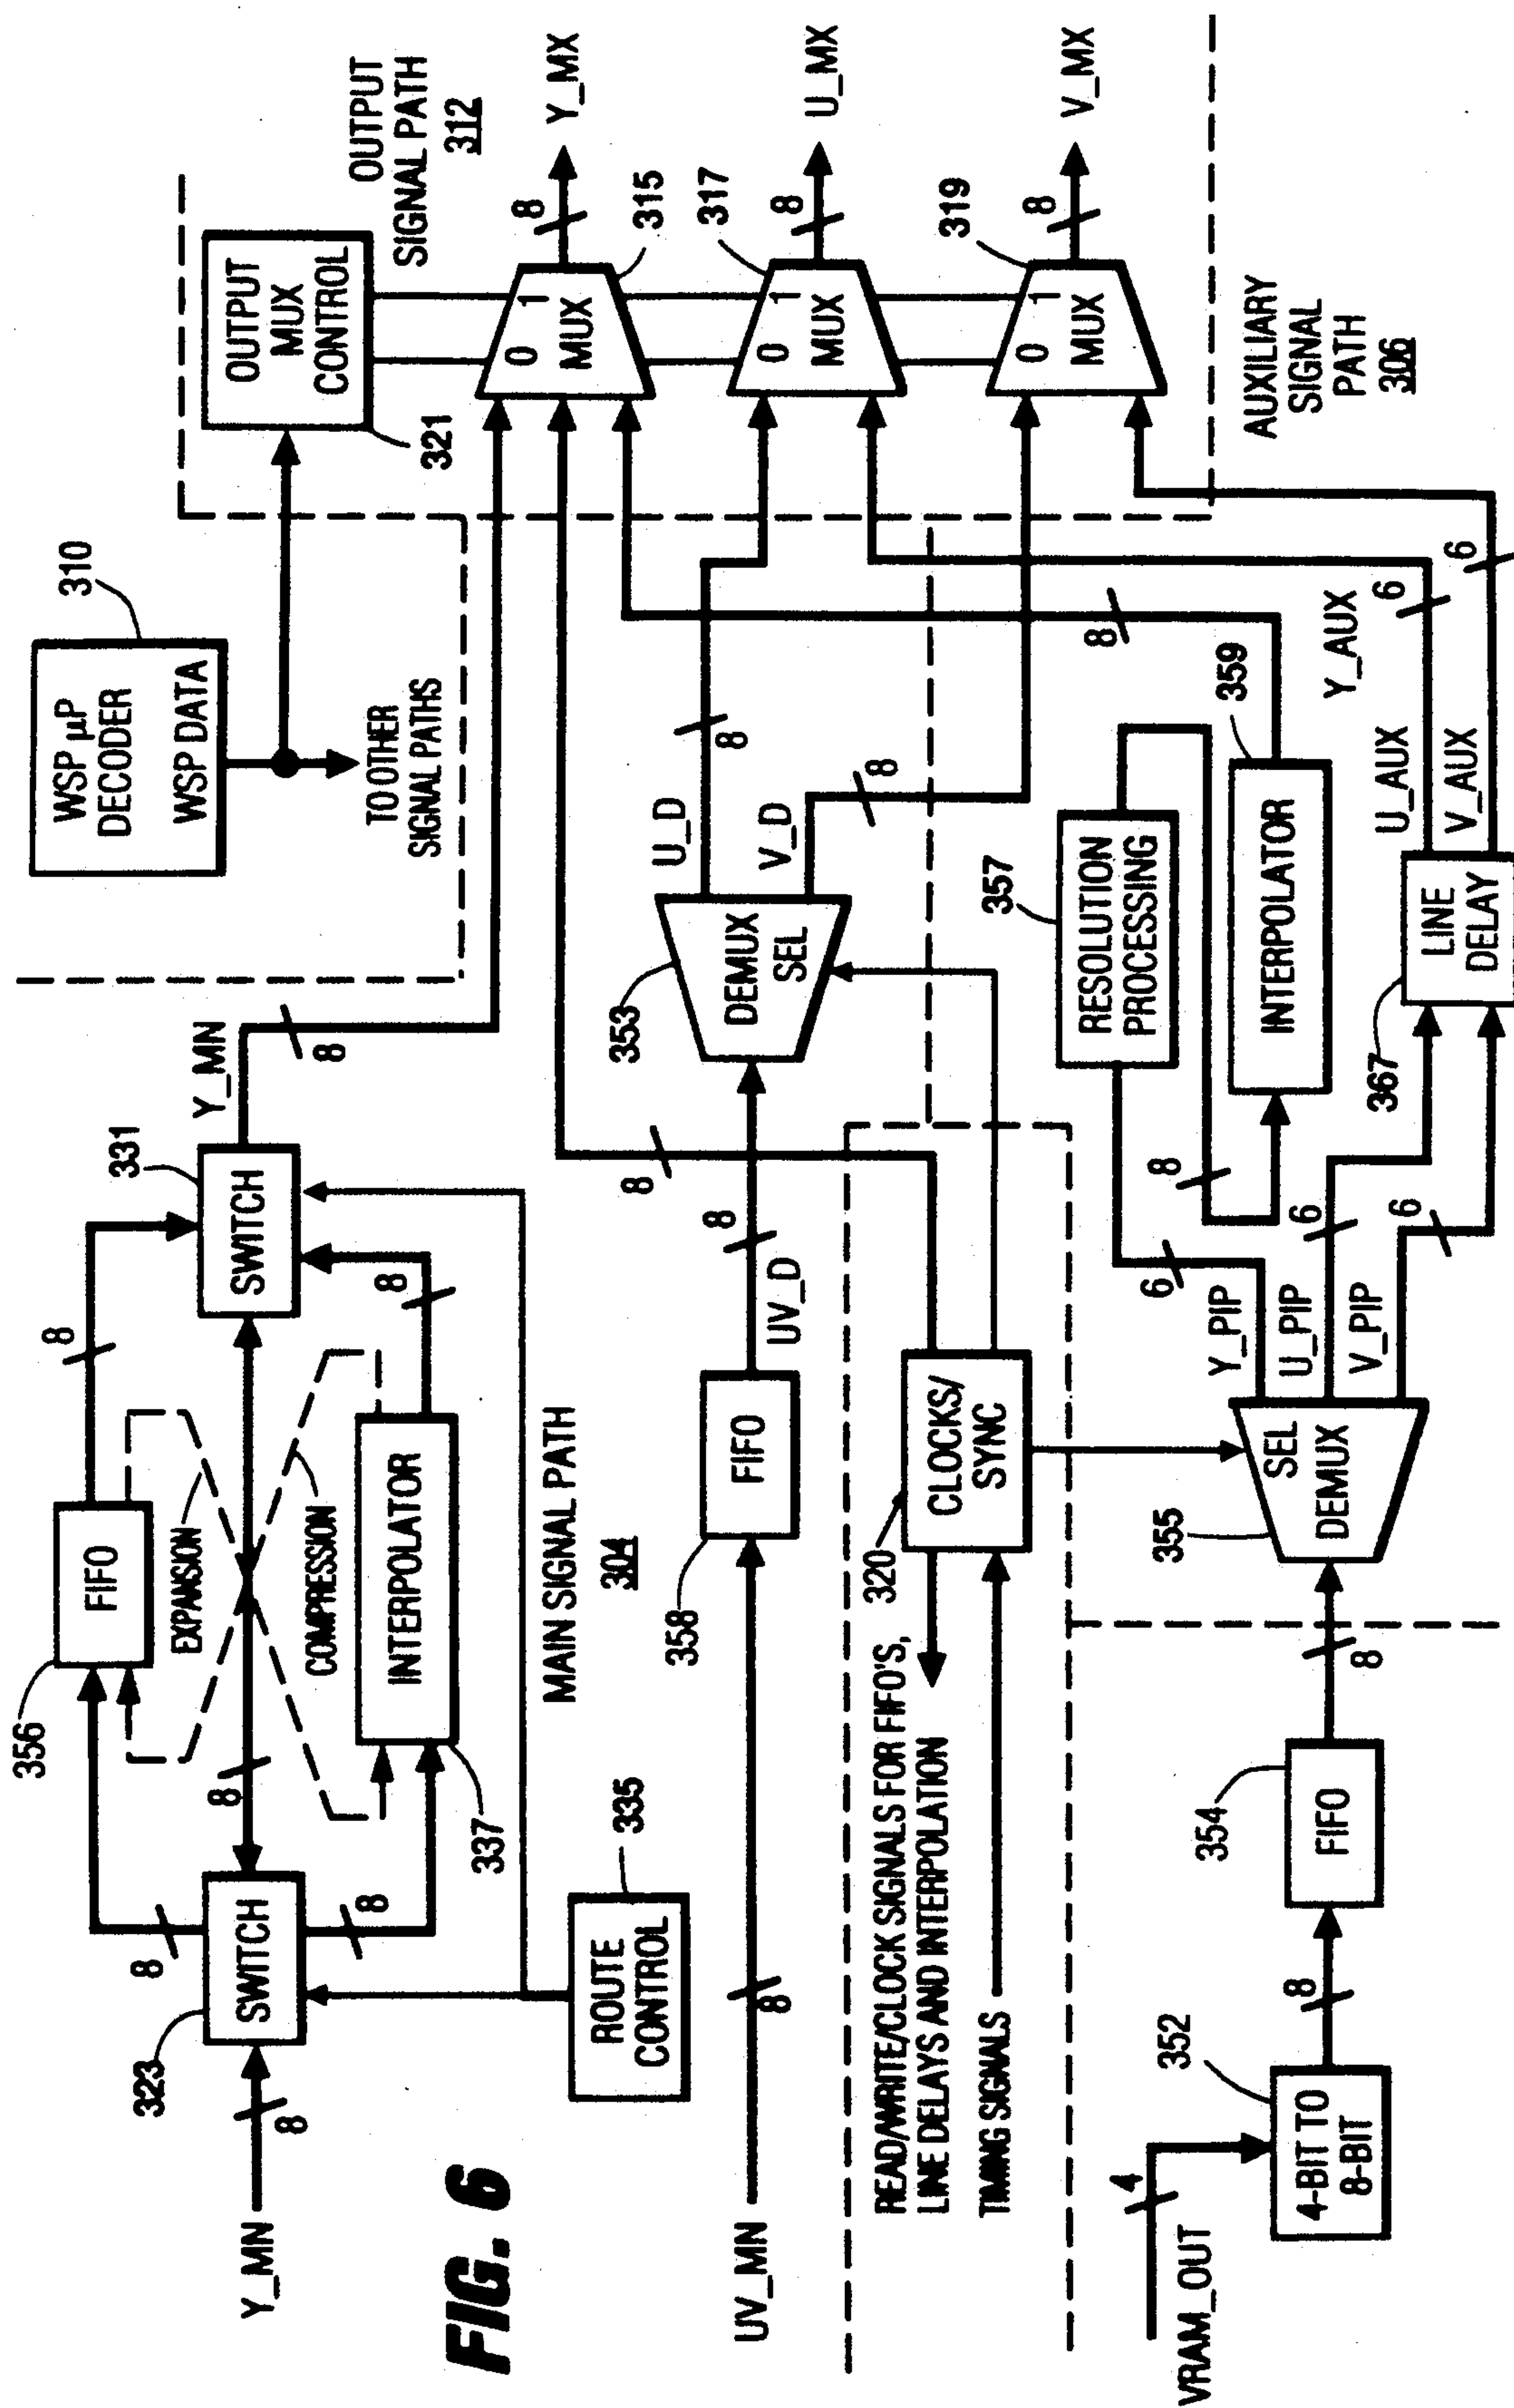 Y_MN
8
323
SWITCH
8
8
356
FIFO
8
EXPANSION
8
COMPRESSION
INTERPOLATOR
337
8
331
SWITCH
Y_MN
8
ROUTE
CONTROL
335
MAIN SIGNAL PATH
304
FIG. 6
WSP µP
DECODER
WSP DATA
310
TO OTHER
SIGNAL PATHS
OUTPUT
MUX
CONTROL
321
OUTPUT
SIGNAL PATH
312
0 1
MUX
315
8
Y_MX
0 1
MUX
317
8
U_MX
0 1
MUX
319
8
V_MX
UV_MN
8
358
FIFO
8
UV_D
353
DEMUX
SEL
U_D
8
V_D
8
8
READ/WRITE/CLOCK SIGNALS FOR FIFO'S,
LINE DELAYS AND INTERPOLATION
TIMING SIGNALS
320
CLOCKS/
SYNC
VRAM_OUT
4
4-BIT TO
8-BIT
352
8
354
FIFO
8
355
SEL
DEMUX
Y_PIP
U_PIP
V_PIP
6
6
6
8
357
RESOLUTION
PROCESSING
INTERPOLATOR
359
8
Y_AUX
367
LINE
DELAY
U_AUX
V_AUX
6
6
AUXILIARY
SIGNAL
PATH
306